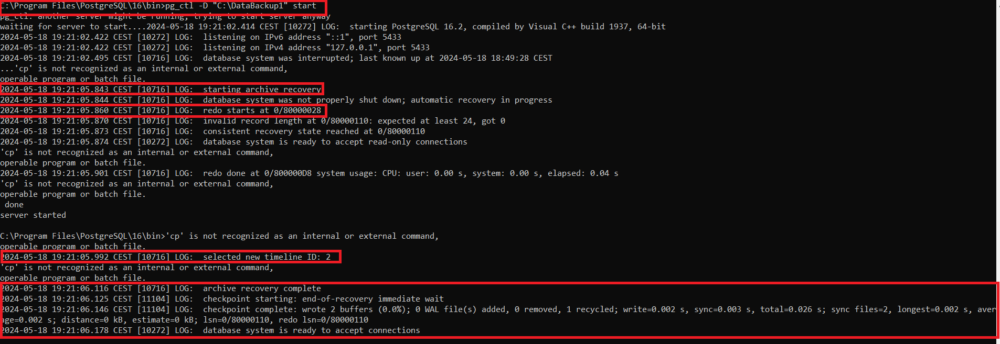 C:\Program Files\PostgreSQL\16\bin>pg_ctl -D "C:\DataBackup1" start
pg_ctl: another server might be running; trying to start server anyway
waiting for server to start....2024-05-18 19:21:02.414 CEST [10272] LOG:  starting PostgreSQL 16.2, compiled by Visual C++ build 1937, 64-bit
2024-05-18 19:21:02.422 CEST [10272] LOG:  listening on IPv6 address "::1", port 5433
2024-05-18 19:21:02.422 CEST [10272] LOG:  listening on IPv4 address "127.0.0.1", port 5433
2024-05-18 19:21:02.495 CEST [10716] LOG:  database system was interrupted; last known up at 2024-05-18 18:49:28 CEST
...'cp' is not recognized as an internal or external command,
operable program or batch file.
2024-05-18 19:21:05.843 CEST [10716] LOG:  starting archive recovery
2024-05-18 19:21:05.844 CEST [10716] LOG:  database system was not properly shut down; automatic recovery in progress
2024-05-18 19:21:05.860 CEST [10716] LOG:  redo starts at 0/80000028
2024-05-18 19:21:05.870 CEST [10716] LOG:  invalid record length at 0/80000110: expected at least 24, got 0
2024-05-18 19:21:05.873 CEST [10716] LOG:  consistent recovery state reached at 0/80000110
2024-05-18 19:21:05.874 CEST [10272] LOG:  database system is ready to accept read-only connections
'cp' is not recognized as an internal or external command,
operable program or batch file.
2024-05-18 19:21:05.901 CEST [10716] LOG:  redo done at 0/800000D8 system usage: CPU: user: 0.00 s, system: 0.00 s, elapsed: 0.04 s
'cp' is not recognized as an internal or external command,
operable program or batch file.
 done
server started
C:\Program Files\PostgreSQL\16\bin>'cp' is not recognized as an internal or external command,
operable program or batch file.
2024-05-18 19:21:05.992 CEST [10716] LOG:  selected new timeline ID: 2
'cp' is not recognized as an internal or external command,
operable program or batch file.
2024-05-18 19:21:06.116 CEST [10716] LOG:  archive recovery complete
2024-05-18 19:21:06.125 CEST [11104] LOG:  checkpoint starting: end-of-recovery immediate wait
2024-05-18 19:21:06.146 CEST [11104] LOG:  checkpoint complete: wrote 2 buffers (0.0%); 0 WAL file(s) added, 0 removed, 1 recycled; write=0.002 s, sync=0.003 s, total=0.026 s; sync files=2, longest=0.002 s, aver
age=0.002 s; distance=0 kB, estimate=0 kB; lsn=0/80000110, redo lsn=0/80000110
2024-05-18 19:21:06.178 CEST [10272] LOG:  database system is ready to accept connections